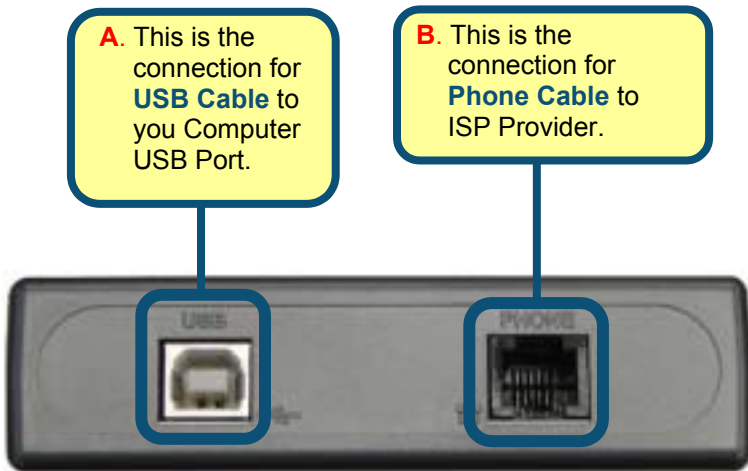 A. This is the
connection for
USB Cable to
you Computer
USB Port.
B. This is the
connection for
Phone Cable to
ISP Provider.
USB
PHONE